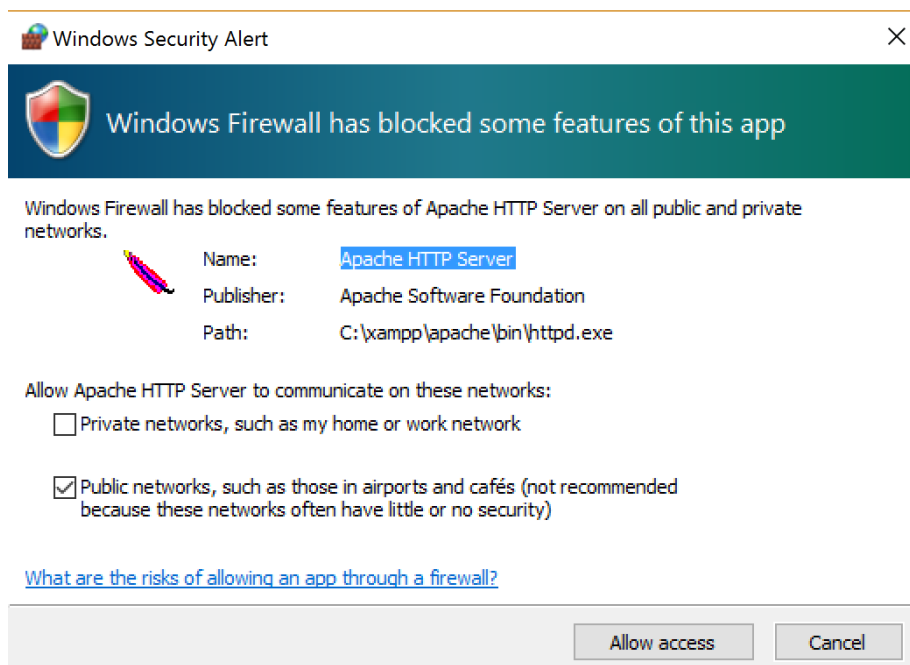 Windows Security Alert
Windows Firewall has blocked some features of this app
Windows Firewall has blocked some features of Apache HTTP Server on all public and private
networks.
Name: Apache HTTP Server
Publisher: Apache Software Foundation
Path: C:\xampp\apache\bin\httpd.exe
Allow Apache HTTP Server to communicate on these networks:
Private networks, such as my home or work network
Public networks, such as those in airports and cafés (not recommended
because these networks often have little or no security)
What are the risks of allowing an app through a firewall?
Allow access Cancel